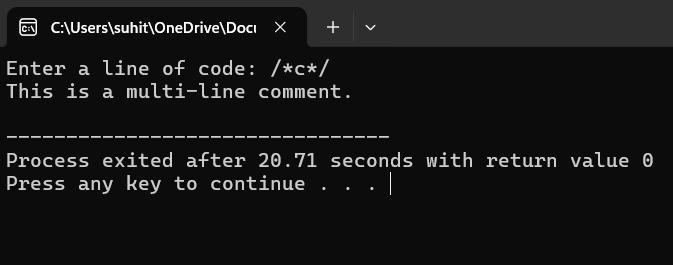 C:\Users\suhit\OneDrive\Docu
Enter a line of code: /*c*/
This is a multi-line comment.
--------------------------------
Process exited after 20.71 seconds with return value 0
Press any key to continue . . .